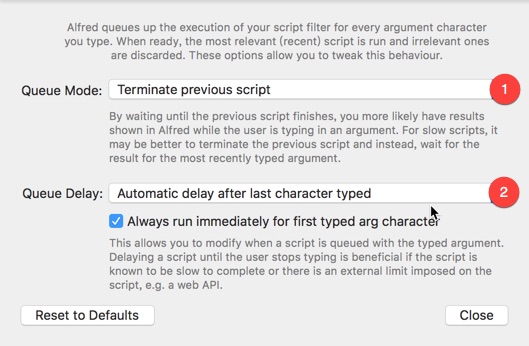 Alfred queues up the execution of your script filter for every argument character
you type. When ready, the most relevant (recent) script is run and irrelevant ones
are discarded. These options allow you to tweak this behaviour.
Queue Mode: Terminate previous script 1
By waiting until the previous script finishes, you more likely have results
shown in Alfred while the user is typing in an argument. For slow scripts, it
may be better to terminate the previous script and instead, wait for the
result for the most recently typed argument.
Queue Delay: Automatic delay after last character typed 2
Always run immediately for first typed arg character
This allows you to modify when a script is queued with the typed argument.
Delaying a script until the user stops typing is beneficial if the script is
known to be slow to complete or there is an external limit imposed on the
script, e.g. a web API.
Reset to Defaults Close